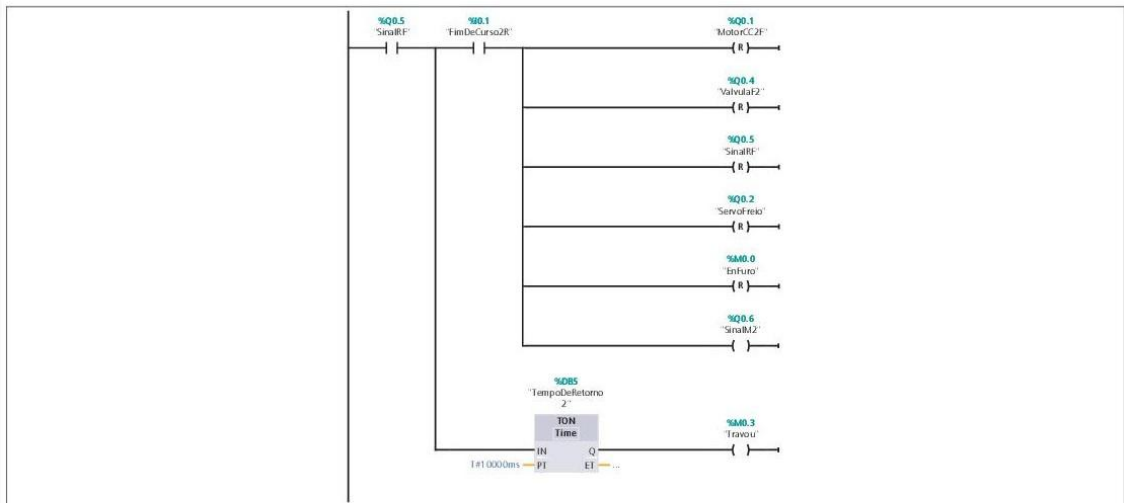 %Q0.5
"SinalRF"
%I0.1
"FimDeCurso2R"
%Q0.1
"MotorCC2F"
( R )
%Q0.4
"ValvulaF2"
( R )
%Q0.5
"SinalRF"
( R )
%Q0.2
"ServoFreio"
( R )
%M0.0
"EnFuro"
( R )
%Q0.6
"SinalM2"
( )
%DB5
"TempoDeRetorno
2"
TON
Time
%M0.3
"Travou"
IN
Q
( )
T#10000ms
PT
ET
...